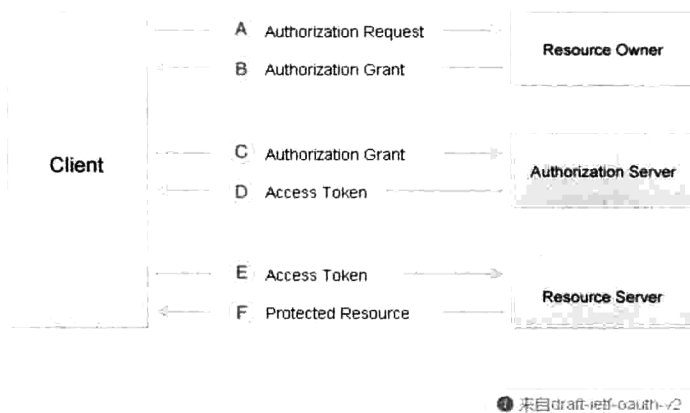 A Authorization Request
Resource Owner
B Authorization Grant
Client
C Authorization Grant
Authorization Server
D Access Token
E Access Token
Resource Server
F Protected Resource
来自draft-ietf-oauth-v2